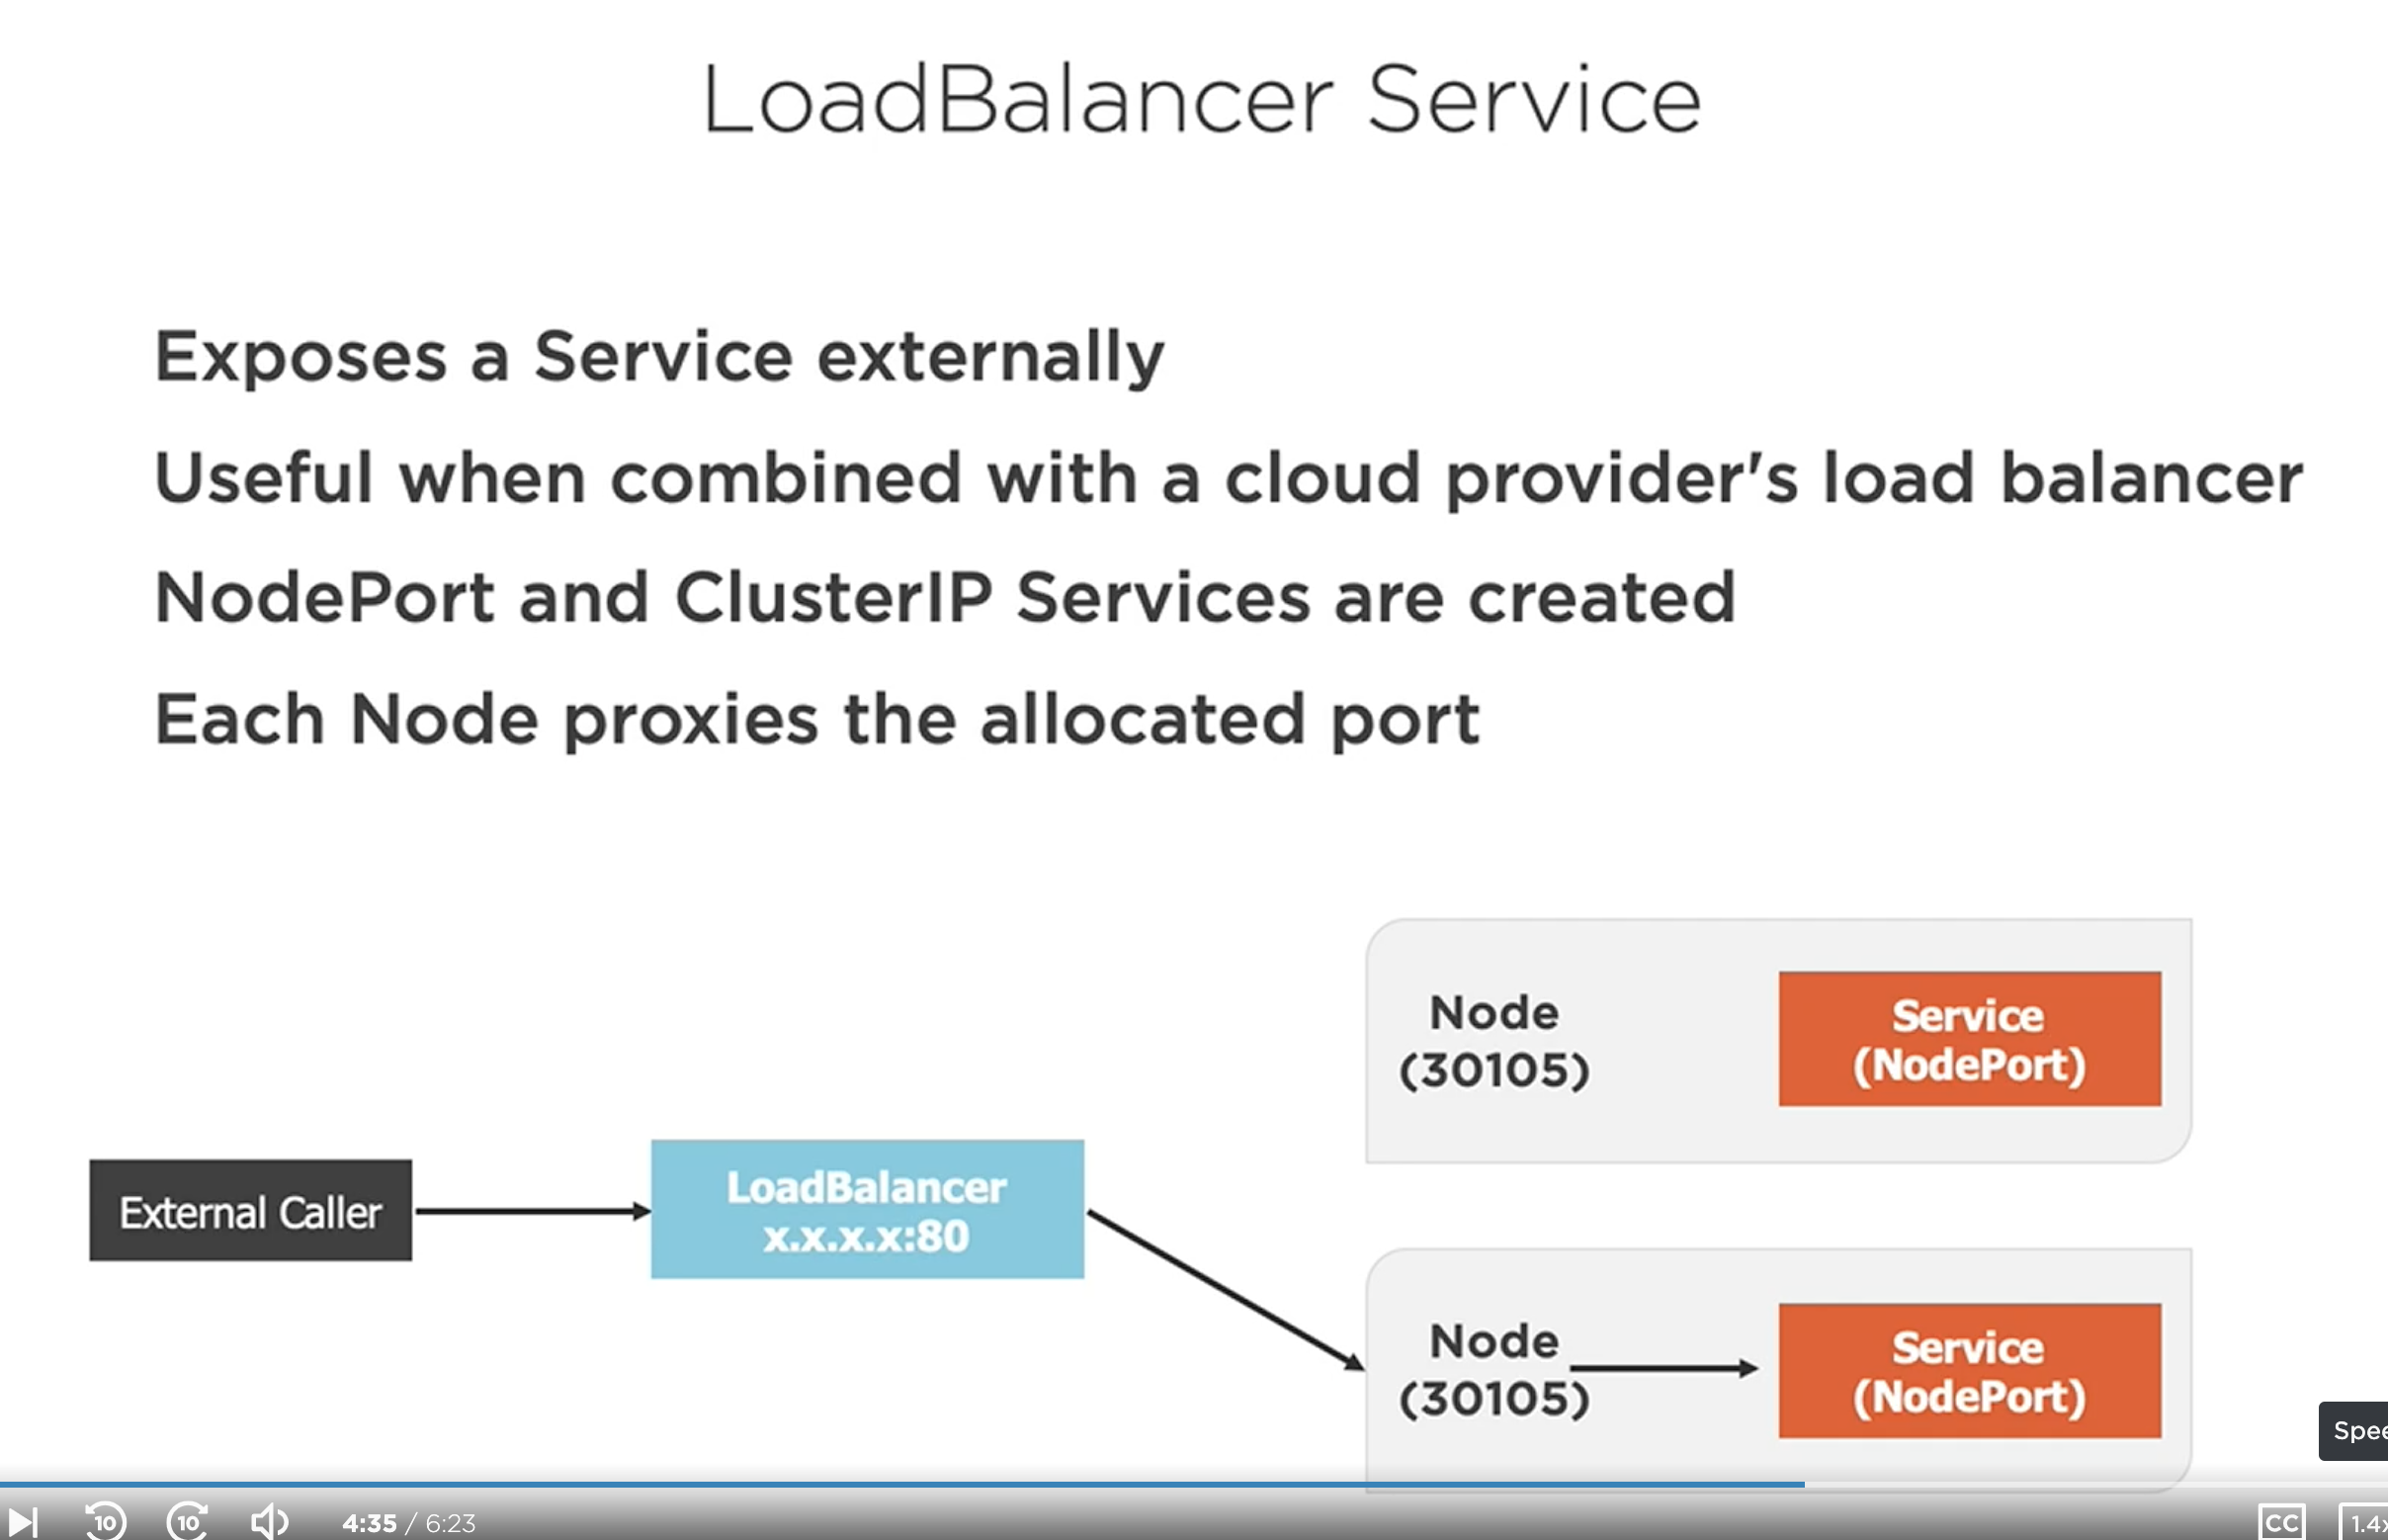 LoadBalancer Service
Exposes a Service externally
Useful when combined with a cloud provider's load balancer
NodePort and ClusterIP Services are created
Each Node proxies the allocated port
Node
(30105)
Service
(NodePort)
External Caller
LoadBalancer
x.x.x.x:80
Node
(30105)
Service
(NodePort)
10
10
4:35 / 6:23
CC
1.4x